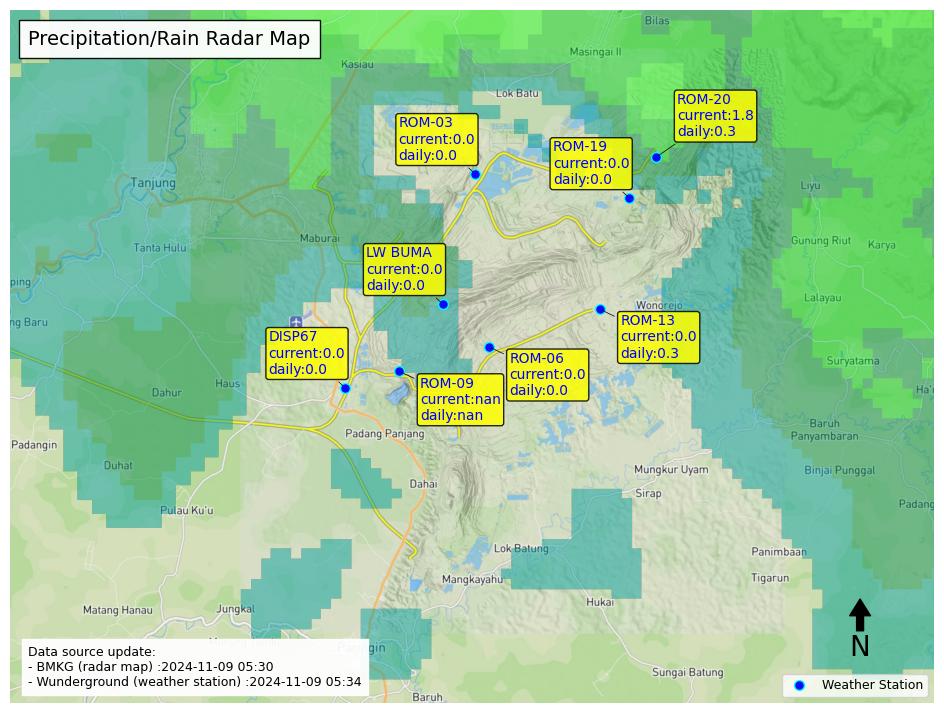 Precipitation/Rain Radar Map
Bilas
Masingai II
Kasiau
Lok Batu
ROM-20
current:1.8
daily:0.3
ROM-03
current:0.0
daily:0.0
ROM-19
current:0.0
daily:0.0
Tanjung
Liyu
Maburai
Tanta Hulu
Gunung Riut
Karya
LW BUMA
current:0.0
daily:0.0
ping
Lalayau
Wonorejo
ng Baru
ROM-13
current:0.0
daily:0.3
DISP67
current:0.0
daily:0.0
ROM-06
current:0.0
daily:0.0
Suryatama
Haus
Dahur
ROM-09
current:nan
daily:nan
Ha'r
Baruh
Panyambaran
Padang Panjang
Padangin
Duhat
Mungkur Uyam
Binjai Punggal
Dahai
Sirap
Padang
Pulau Ku'u
Lok Batung
Panimbaan
Mangkayahu
Tigarun
Hukai
Matang Hanau
Jungkal
N
Sungai Batung
Baruh
Data source update:
- BMKG (radar map) :2024-11-09 05:30
- Wunderground (weather station) :2024-11-09 05:34
Weather Station